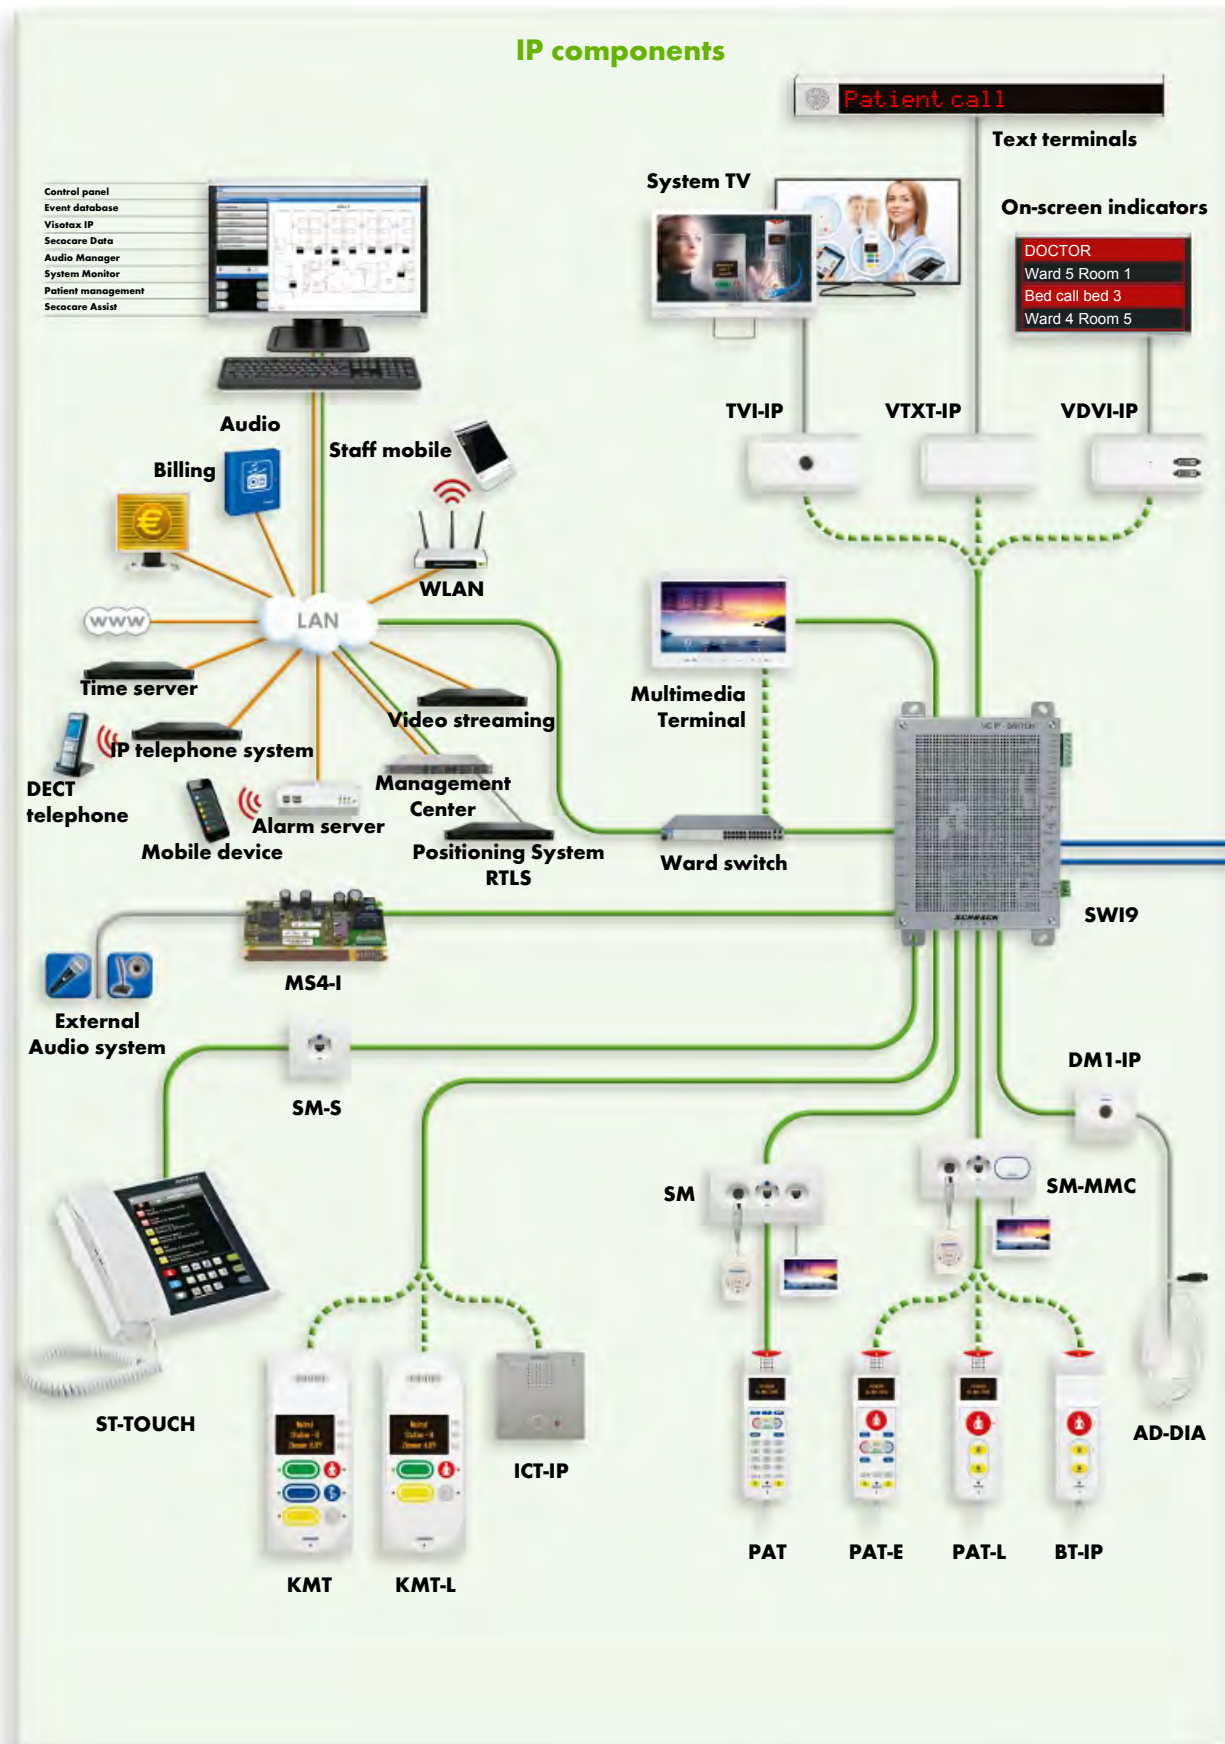 IP components
Patient call
Text terminals
System TV
On-screen indicators
DOCTOR
Ward 5 Room 1
Bed call bed 3
Ward 4 Room 5
Control panel
Event database
Visotax IP
Secocare Data
Audio Manager
System Monitor
Patient management
Secocare Assist
TVI-IP
VTXT-IP
VDVI-IP
Audio
Billing
Staff mobile
WLAN
www
LAN
Time server
Video streaming
IP telephone system
DECT
telephone
Mobile device
Alarm server
Management
Center
Positioning System
RTLS
Multimedia
Terminal
Ward switch
SWI9
MS4-I
External
Audio system
SM-S
DM1-IP
SM
SM-MMC
ST-TOUCH
KMT
KMT-L
ICT-IP
PAT
PAT-E
PAT-L
BT-IP
AD-DIA